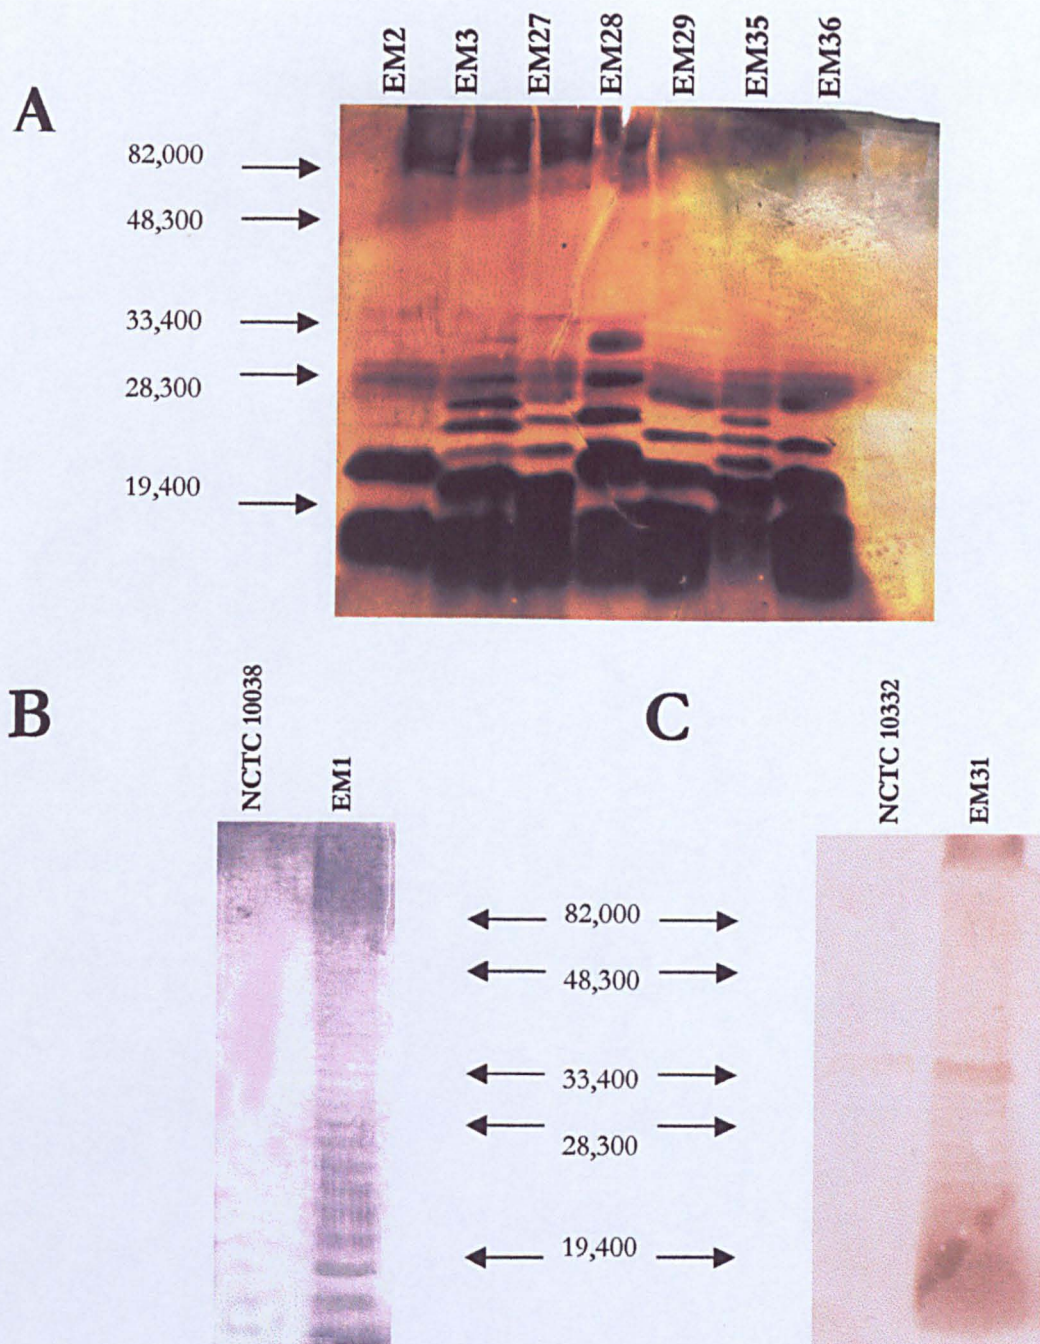 A
EM2
EM3
EM27
EM28
EM29
EM35
EM36
82,000
48,300
33,400
28,300
19,400
B
NCTC 10038
EM1
C
NCTC 10332
EM31
82,000
48,300
33,400
28,300
19,400